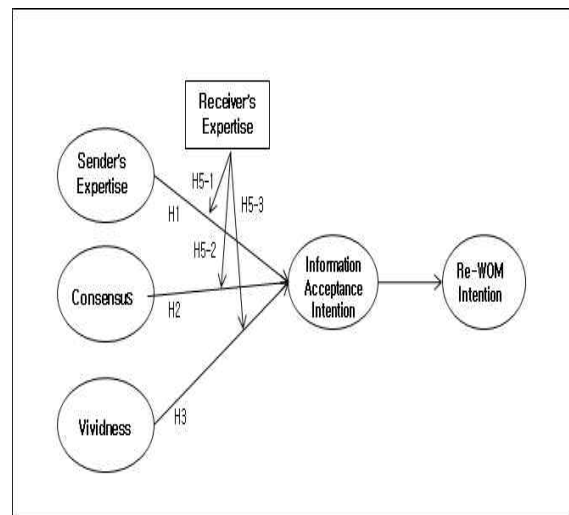 Receiver's
Expertise
Sender's
Expertise
H5-1
H5-3
H1
H5-2
Information
Acceptance
Intention
Re-WOM
Intention
Consensus
H2
Vividness
H3